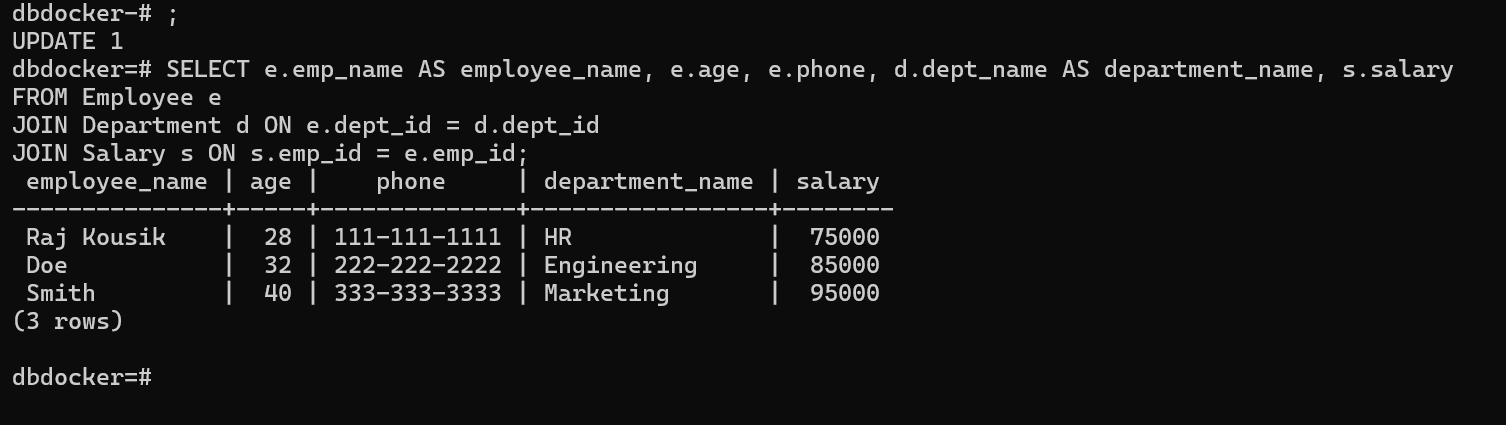 dbdocker-# ;
UPDATE 1
dbdocker=# SELECT e.emp_name AS employee_name, e.age, e.phone, d.dept_name AS department_name, s.salary
FROM Employee e
JOIN Department d ON e.dept_id = d.dept_id
JOIN Salary s ON s.emp_id = e.emp_id;
 employee_name | age |    phone     | department_name | salary
---------------+-----+--------------+-----------------+--------
 Raj Kousik    |  28 | 111-111-1111 | HR              |  75000
 Doe           |  32 | 222-222-2222 | Engineering     |  85000
 Smith         |  40 | 333-333-3333 | Marketing       |  95000
(3 rows)
dbdocker=#